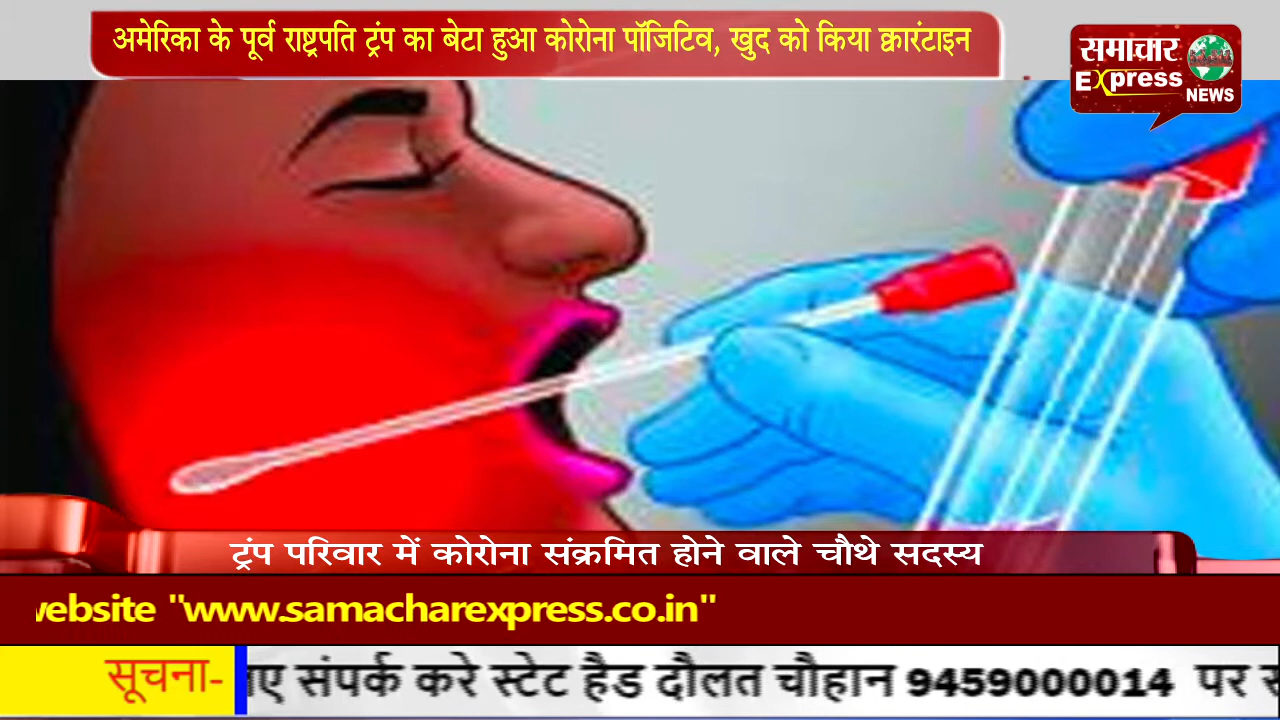 अमेरिका के पूर्व राष्ट्रपति ट्रंप का बेटा हुआ कोरोना पॉजिटिव, खुद को किया क्वारंटाइन
समाचार
Express
NEWS
ट्रंप परिवार में कोरोना संक्रमित होने वाले चौथे सदस्य
website "www.samacharexpress.co.in"
सूचना- संपर्क करे स्टेट हैड दौलत चौहान 9459000014 पर